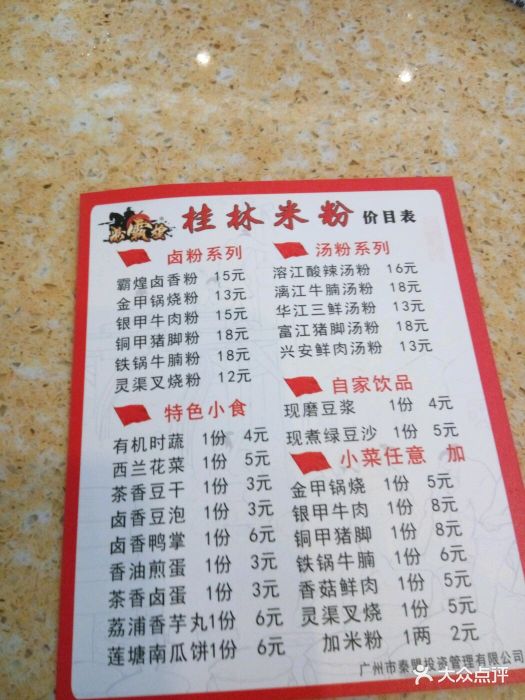 桂林米粉 价目表
卤粉系列
霸煌卤香粉 15元
金甲锅烧粉 13元
银甲牛肉粉 15元
铜甲猪脚粉 18元
铁锅牛腩粉 18元
灵渠叉烧粉 12元
特色小食
有机时蔬 1份 4元
西兰花菜 1份 5元
茶香豆干 1份 3元
卤香豆泡 1份 3元
卤香鸭掌 1份 6元
香油煎蛋 1份 3元
茶香卤蛋 1份 3元
荔浦香芋丸1份 6元
莲塘南瓜饼1份 6元
汤粉系列
溶江酸辣汤粉 16元
漓江牛腩汤粉 18元
华江三鲜汤粉 13元
富江猪脚汤粉 18元
兴安鲜肉汤粉 13元
自家饮品
现磨豆浆 1份 4元
现煮绿豆沙 1份 5元
小菜任意 加
金甲锅烧 1份 5元
银甲牛肉 1份 8元
铜甲猪脚 1份 8元
铁锅牛腩 1份 6元
香菇鲜肉 1份 5元
灵渠叉烧 1份 5元
加米粉 1两 2元
广州市秦盟投资管理有限公司
大众点评